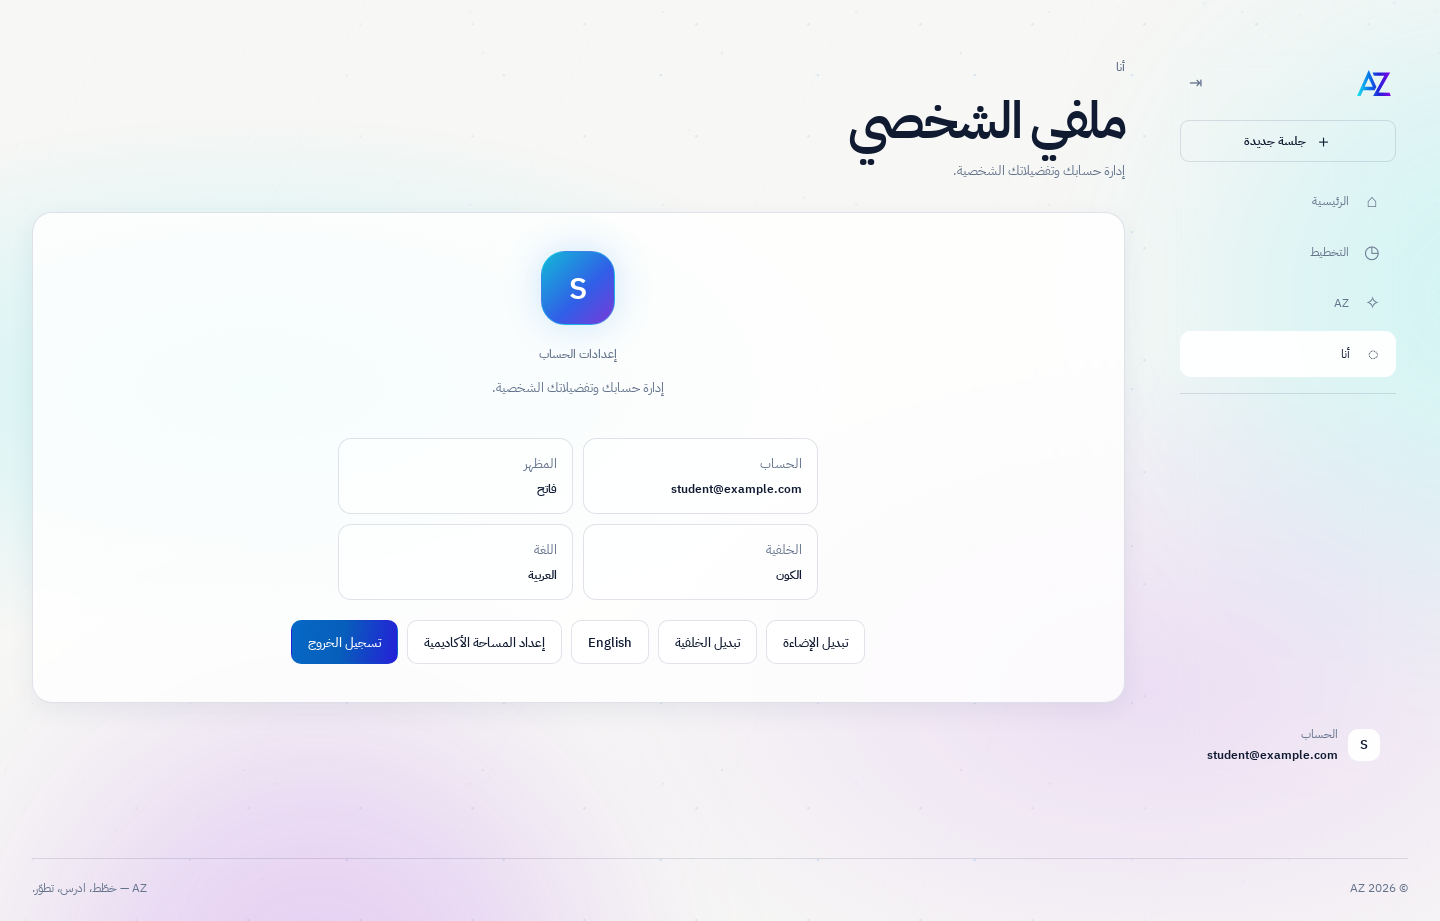 AZ
جلسة جديدة +
الرئيسية
التخطيط
AZ
أنا
الحساب
S
student@example.com
أنا
ملفي الشخصي
إدارة حسابك وتفضيلاتك الشخصية.
S
إعدادات الحساب
إدارة حسابك وتفضيلاتك الشخصية.
الحساب
student@example.com
المظهر
فاتح
الخلفية
الكون
اللغة
العربية
تبديل الإضاءة
تبديل الخلفية
English
إعداد المساحة الأكاديمية
تسجيل الخروج
© 2026 AZ
AZ — خطّط، ادرس، تطوّر.